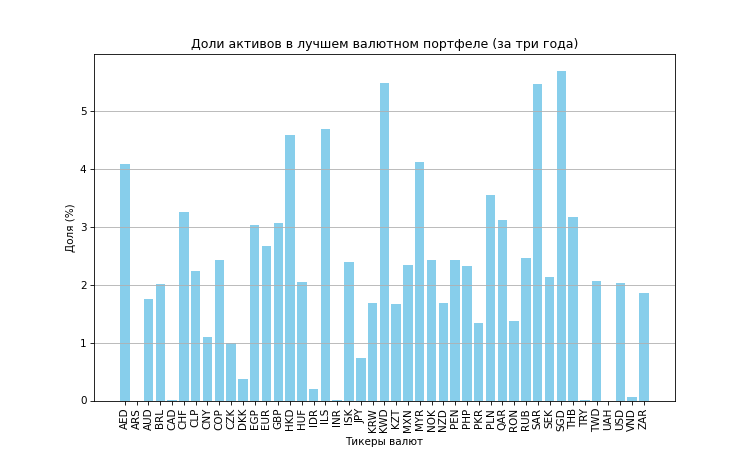 Доли активов в лучшем валютном портфеле (за три года)
Доля (%)
5
4
3
2
1
0
AED ARS AUD BRL CAD CHF CLP CNY COP CZK DKK EGP EUR GBP HKD HUF IDR ILS INR ISK JPY KRW KWD KZT MXN MYR NOK NZD PEN PHP PKR PLN QAR RON RUB SAR SEK SGD THB TRY TWD UAH USD VND ZAR
Тикеры валют